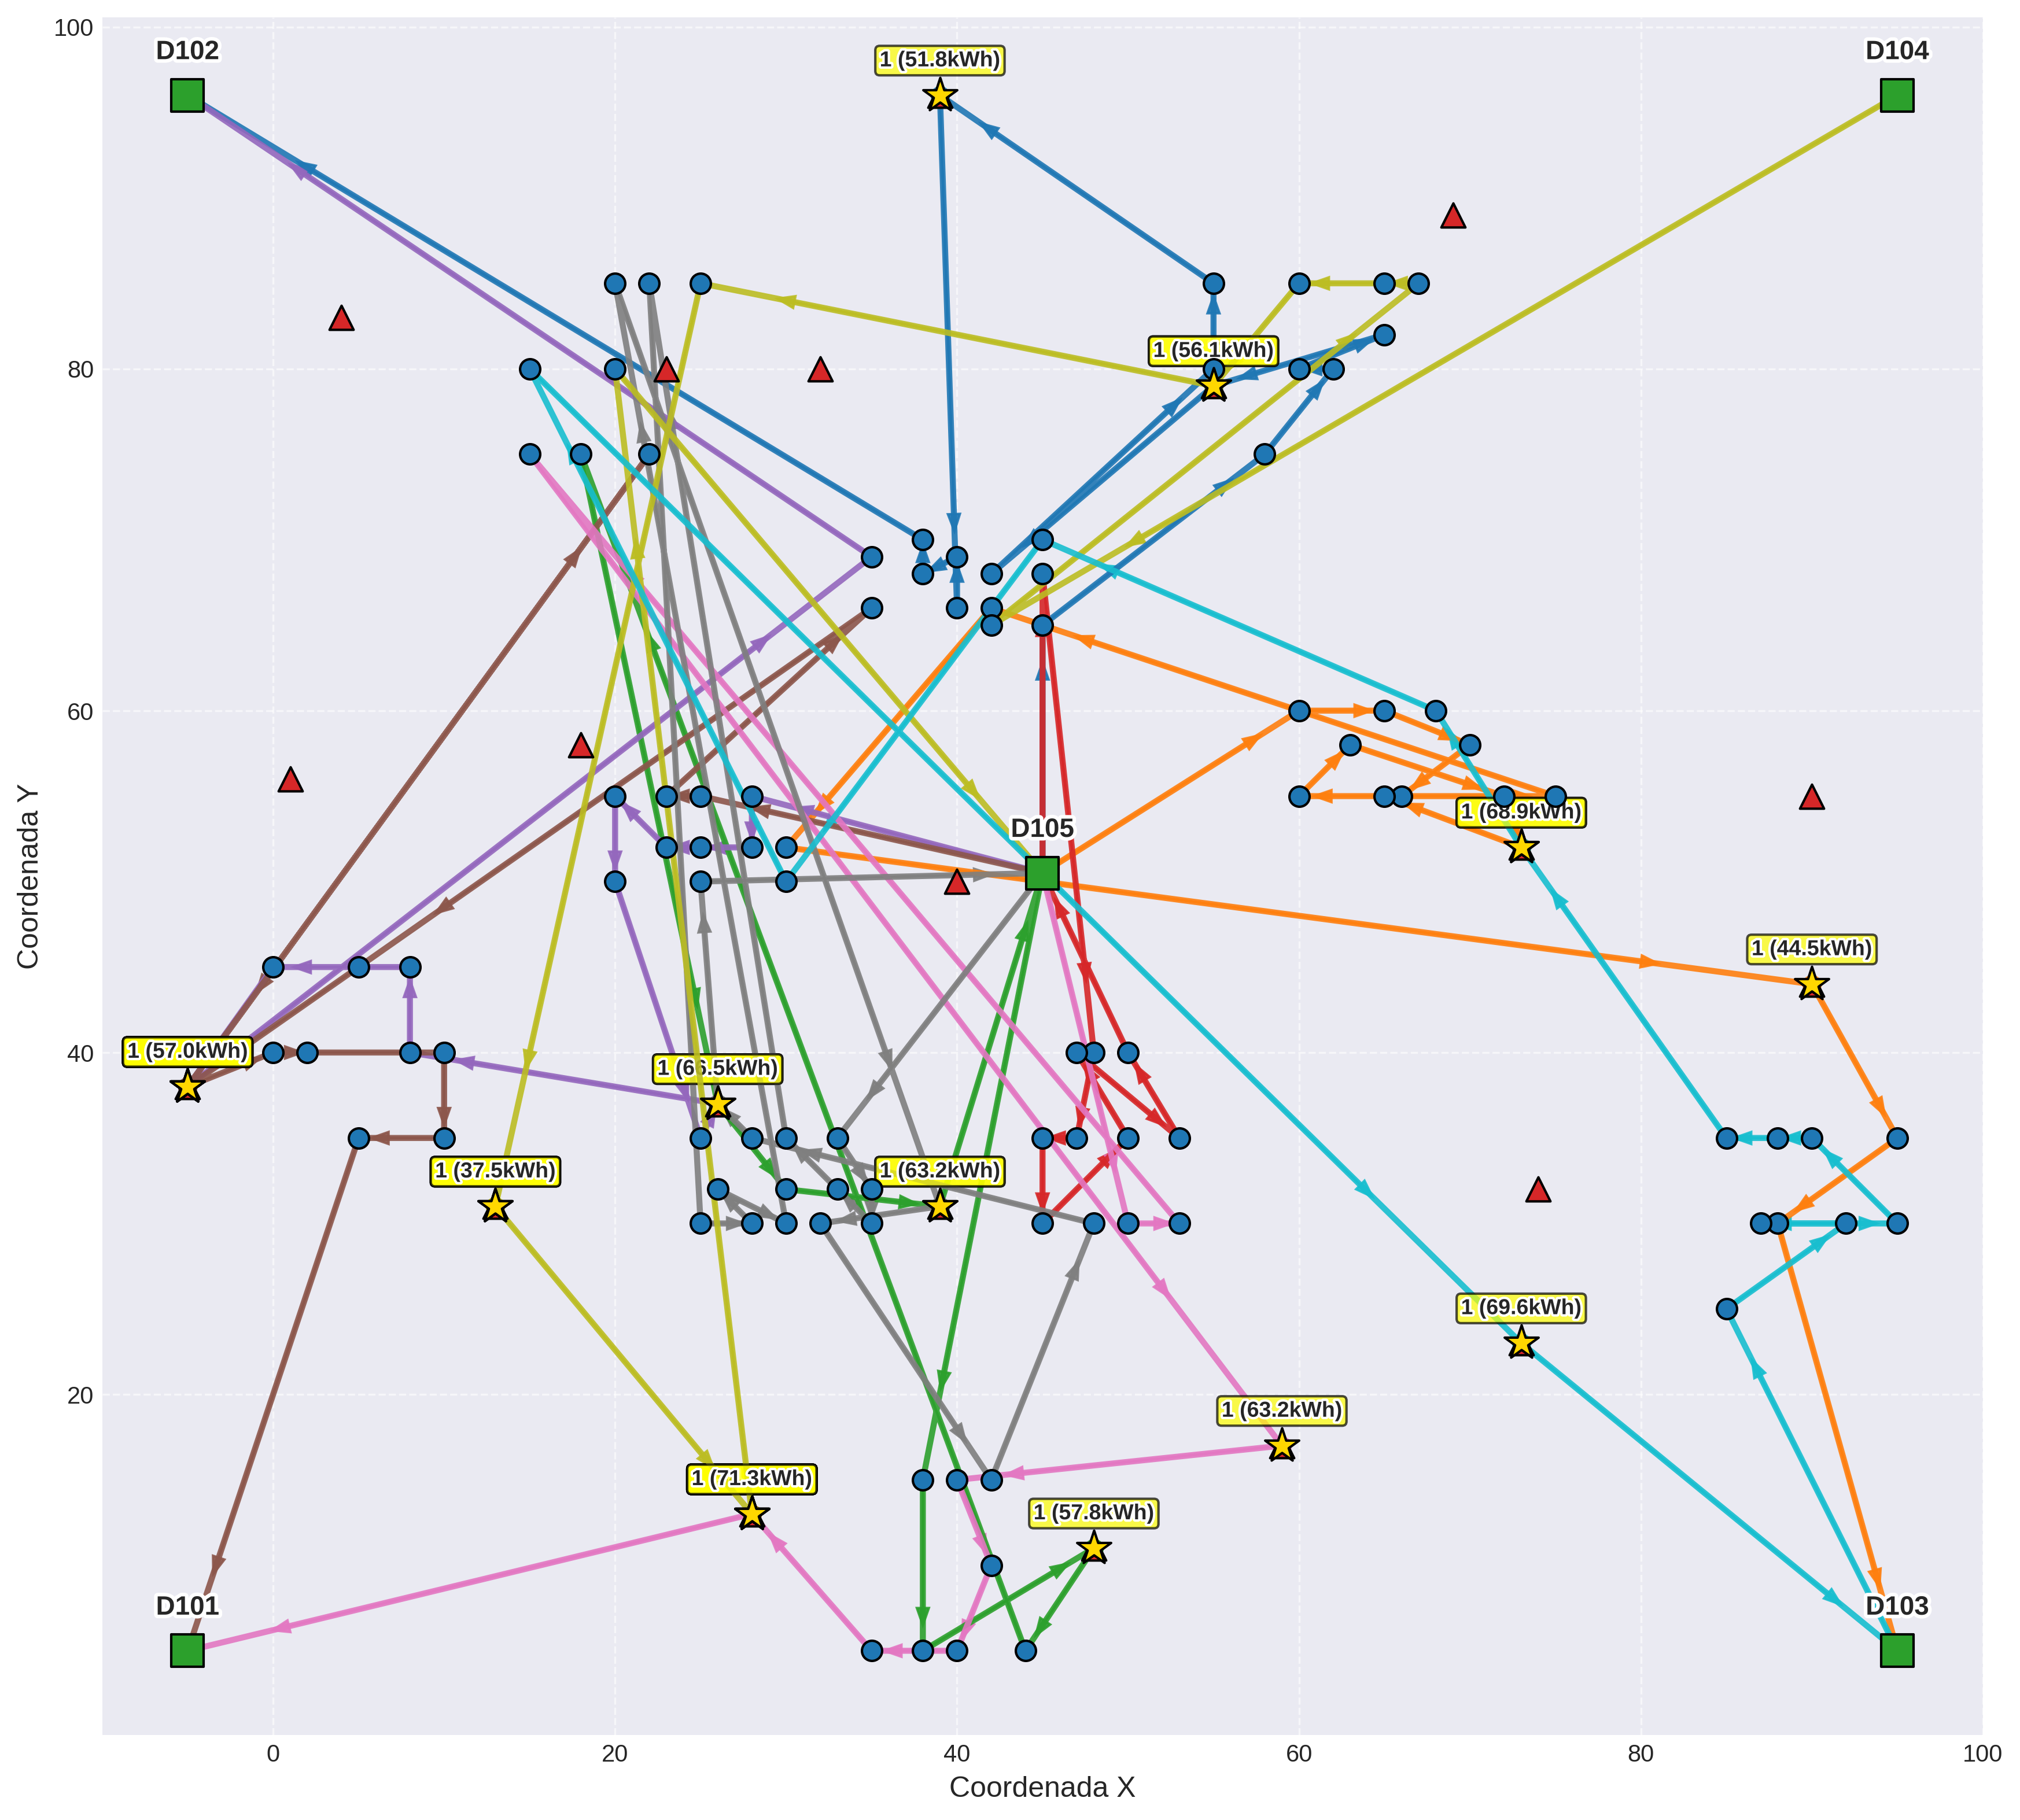 100
80
60
40
20
0
20
40
60
80
100
Coordenada Y
Coordenada X
D102
D104
1 (51.8kWh)
1 (56.1kWh)
D105
1 (68.9kWh)
1 (44.5kWh)
1 (57.0kWh)
1 (66.5kWh)
1 (37.5kWh)
1 (63.2kWh)
1 (69.6kWh)
1 (63.2kWh)
1 (71.3kWh)
1 (57.8kWh)
D101
D103